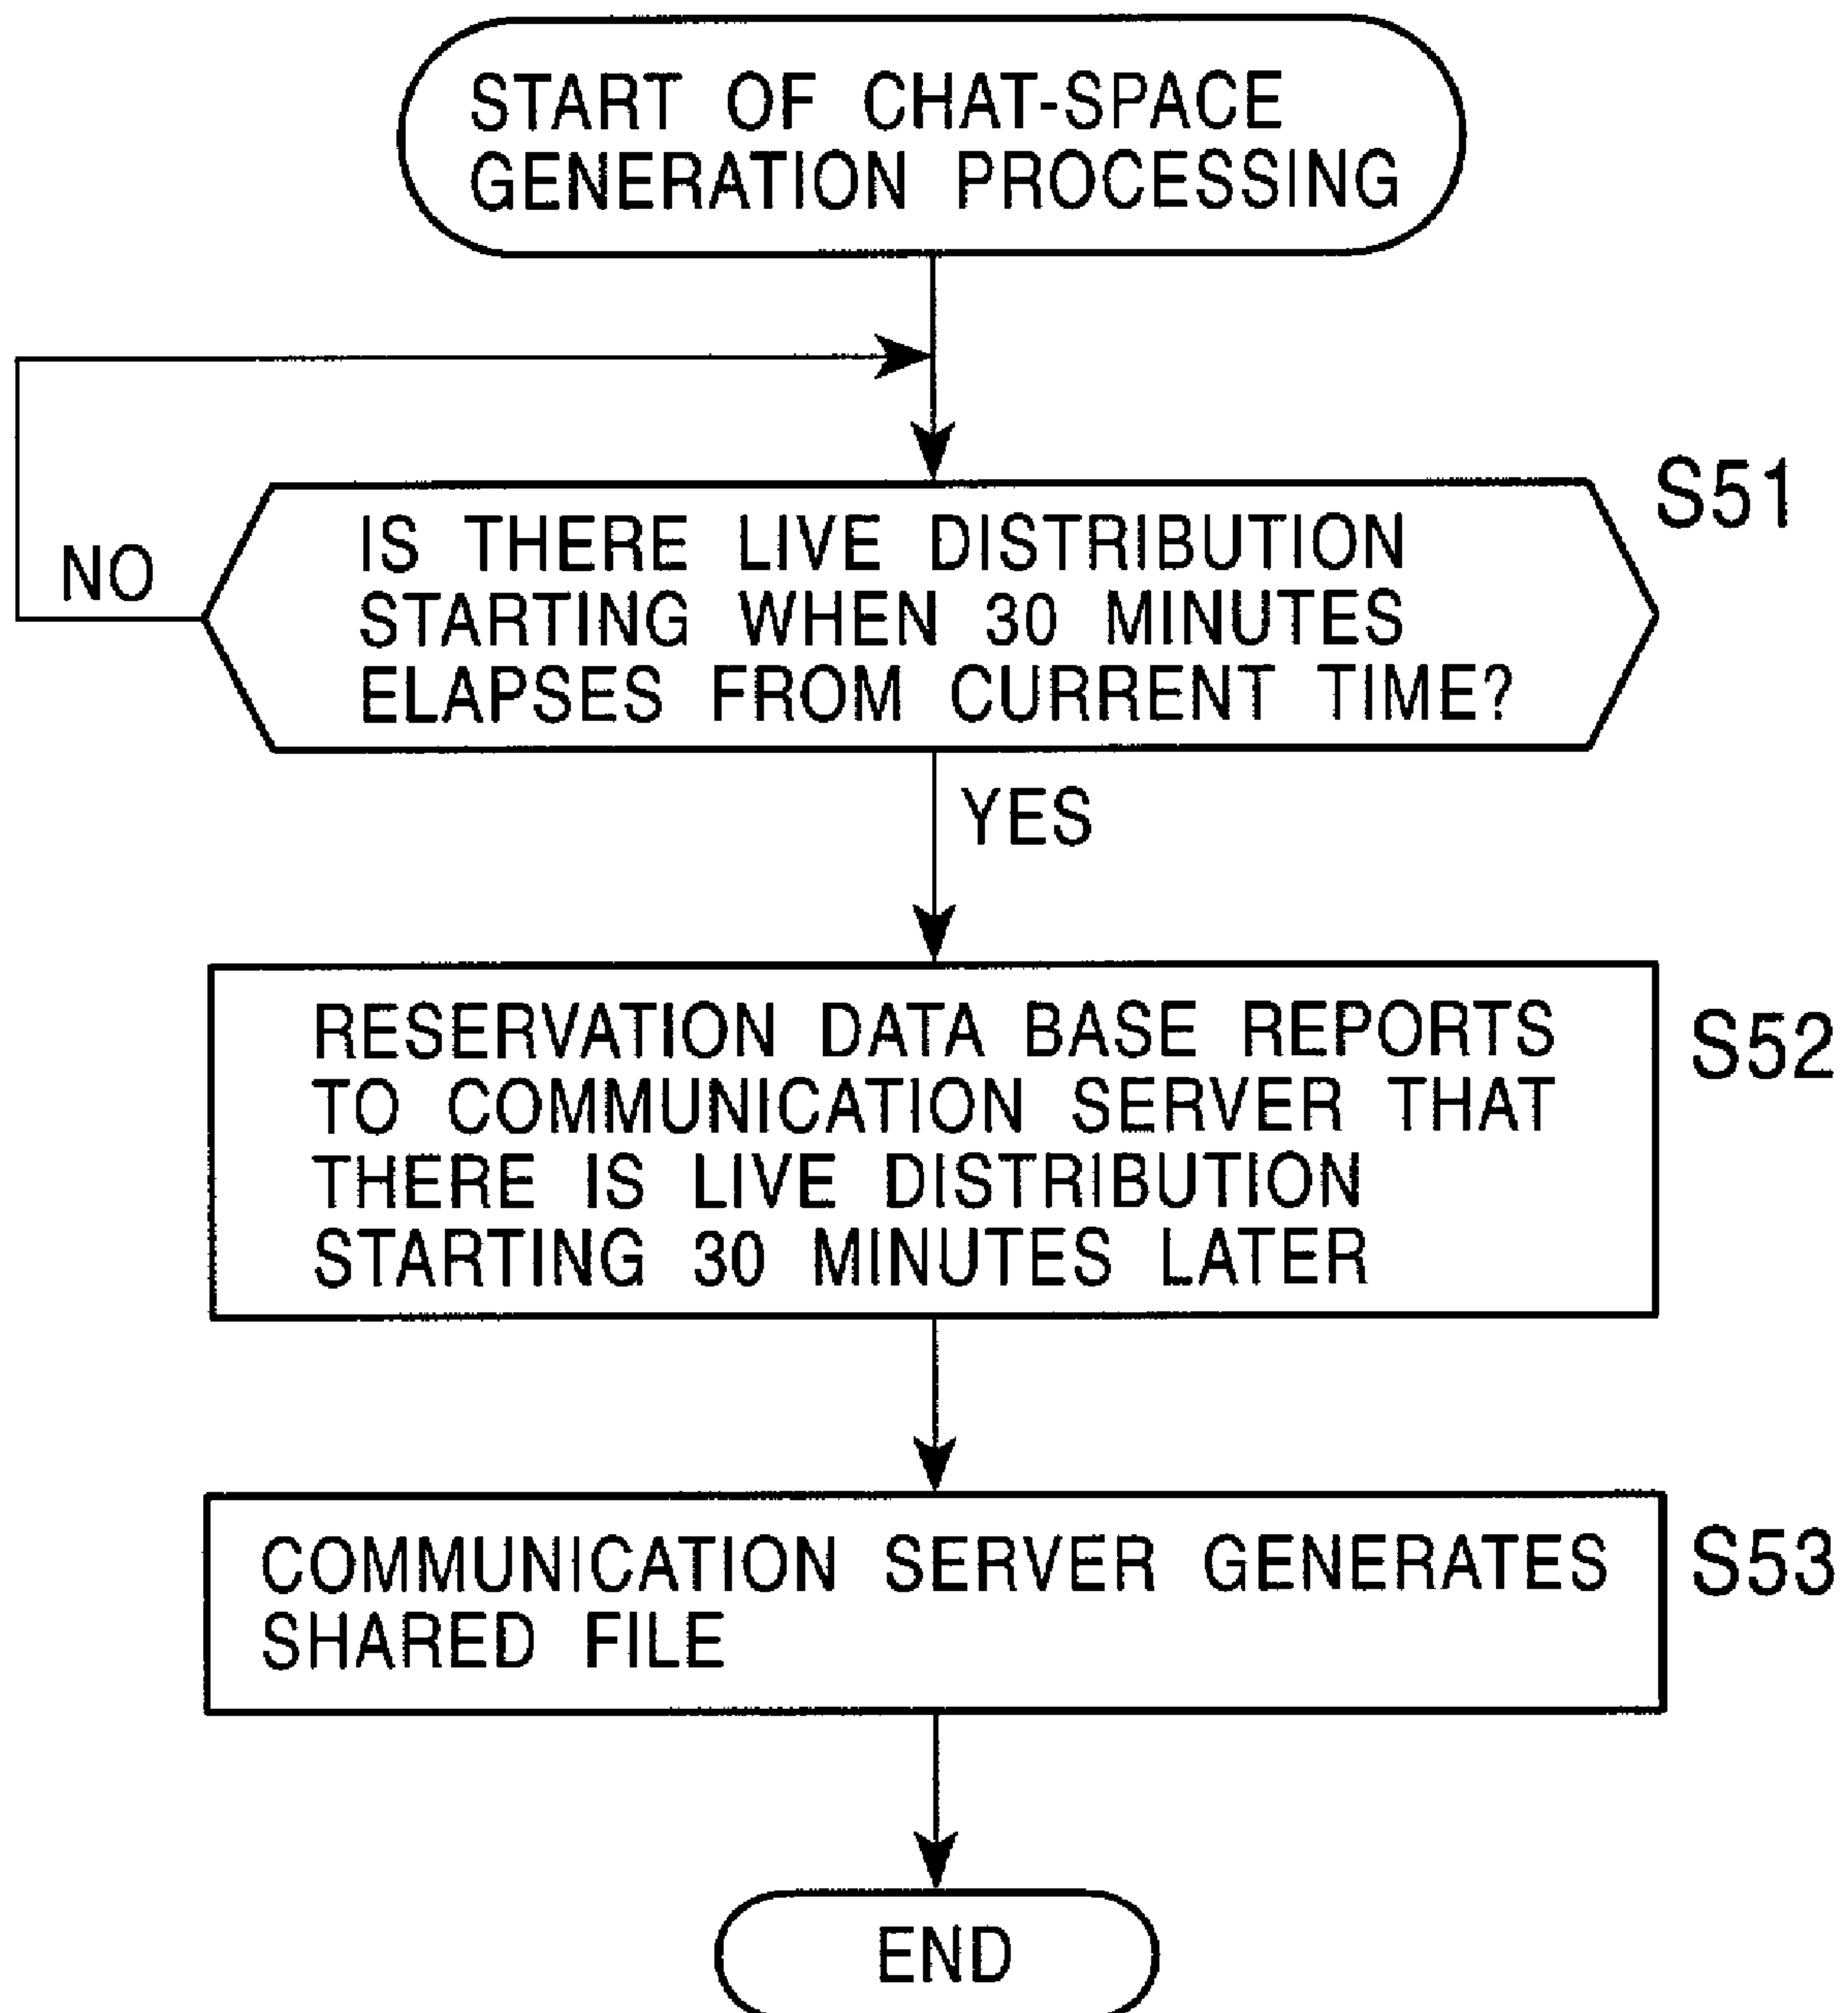 START OF CHAT-SPACE
GENERATION PROCESSING
S51
IS THERE LIVE DISTRIBUTION
STARTING WHEN 30 MINUTES
ELAPSES FROM CURRENT TIME?
NO
YES
S52
RESERVATION DATA BASE REPORTS
TO COMMUNICATION SERVER THAT
THERE IS LIVE DISTRIBUTION
STARTING 30 MINUTES LATER
S53
COMMUNICATION SERVER GENERATES
SHARED FILE
END